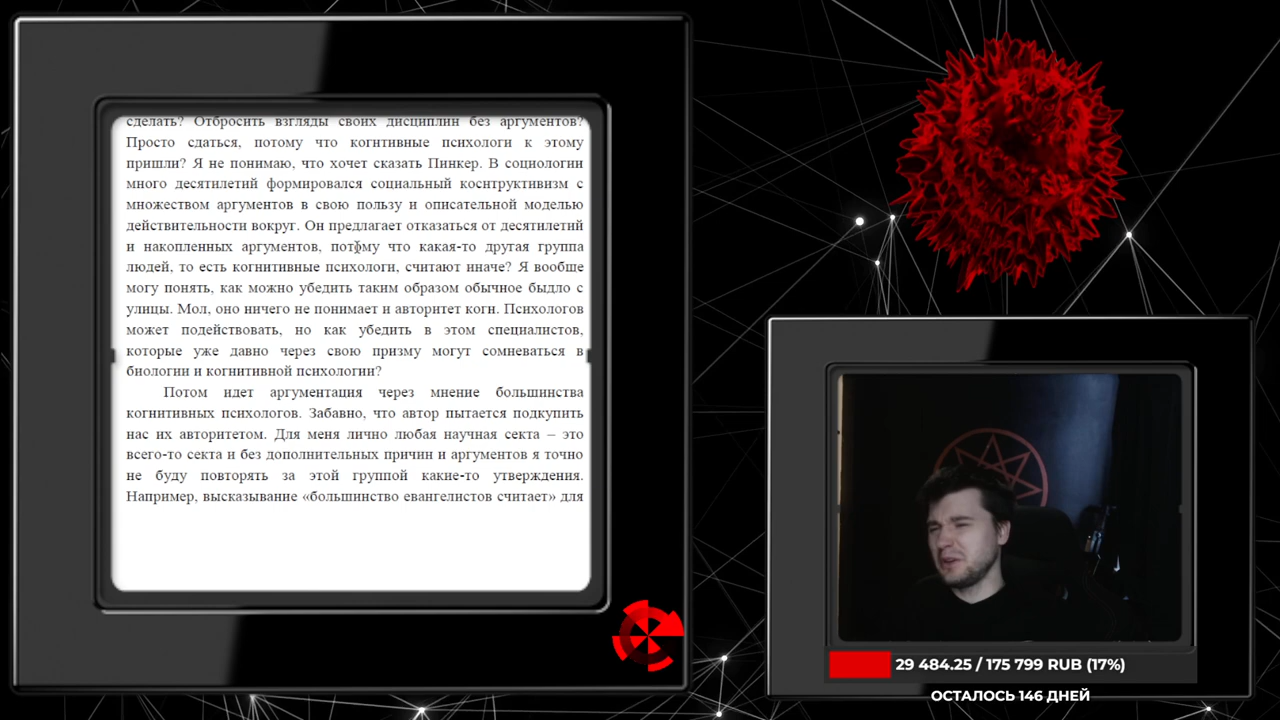 сделать? Отбросить взгляды своих дисциплин без аргументов?
Просто сдаться, потому что когнтивные психологи к этому
пришли? Я не понимаю, что хочет сказать Пинкер. В социологии
много десятилетий формировался социальный коснтруктивизм с
множеством аргументов в свою пользу и описательной моделью
действительности вокруг. Он предлагает отказаться от десятилетий
и накопленных аргументов, потому что какая-то другая группа
людей, то есть когнитивные психологи, считают иначе? Я вообще
могу понять, как можно убедить таким образом обычное быдло с
улицы. Мол, оно ничего не понимает и авторитет когн. Психологов
может подействовать, но как убедить в этом специалистов,
которые уже давно через свою призму могут сомневаться в
биологии и когнитивной психологии?
Потом идет аргументация через мнение большинства
когнитивных психологов. Забавно, что автор пытается подкупить
нас их авторитетом. Для меня лично любая научная секта – это
всего-то секта и без дополнительных причин и аргументов я точно
не буду повторять за этой группой какие-то утверждения.
Например, высказывание «большинство евангелистов считает» для
29 484.25 / 175 799 RUB (17%)
ОСТАЛОСЬ 146 ДНЕЙ